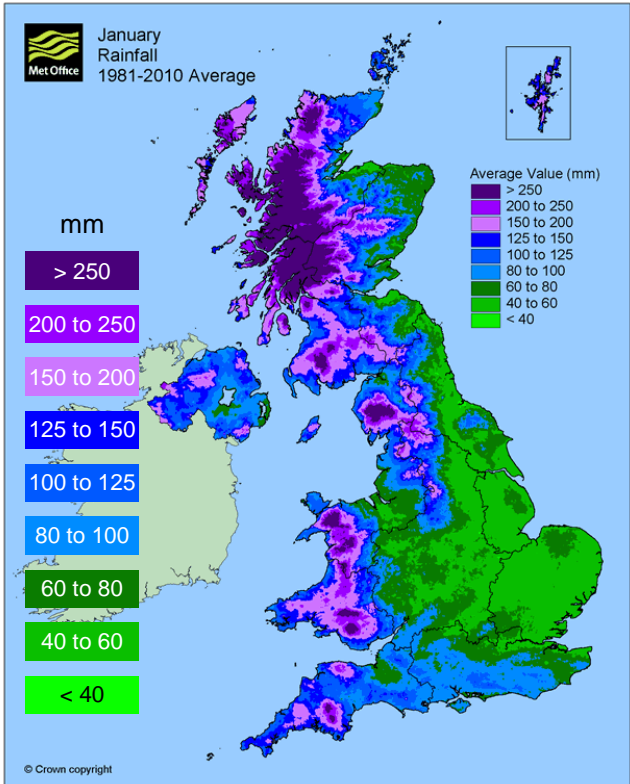 Met Office
January
Rainfall
1981-2010 Average
Average Value (mm)
> 250
200 to 250
150 to 200
125 to 150
100 to 125
80 to 100
60 to 80
40 to 60
< 40
mm
> 250
200 to 250
150 to 200
125 to 150
100 to 125
80 to 100
60 to 80
40 to 60
< 40
© Crown copyright